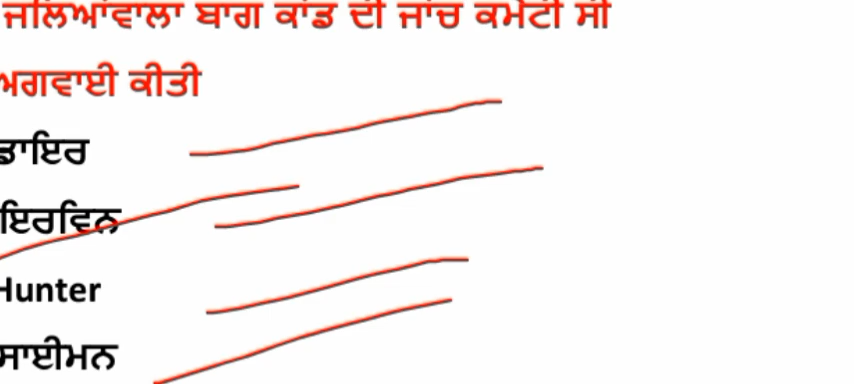 ਜਲਿਆਂਵਾਲਾ ਬਾਗ ਕਾਂਡ ਦੀ ਜਾਂਚ ਕਮੇਟੀ ਸੀ
ਅਗਵਾਈ ਕੀਤੀ
ਡਾਇਰ
ਇਰਵਿਨ
Hunter
ਸਾਈਮਨ